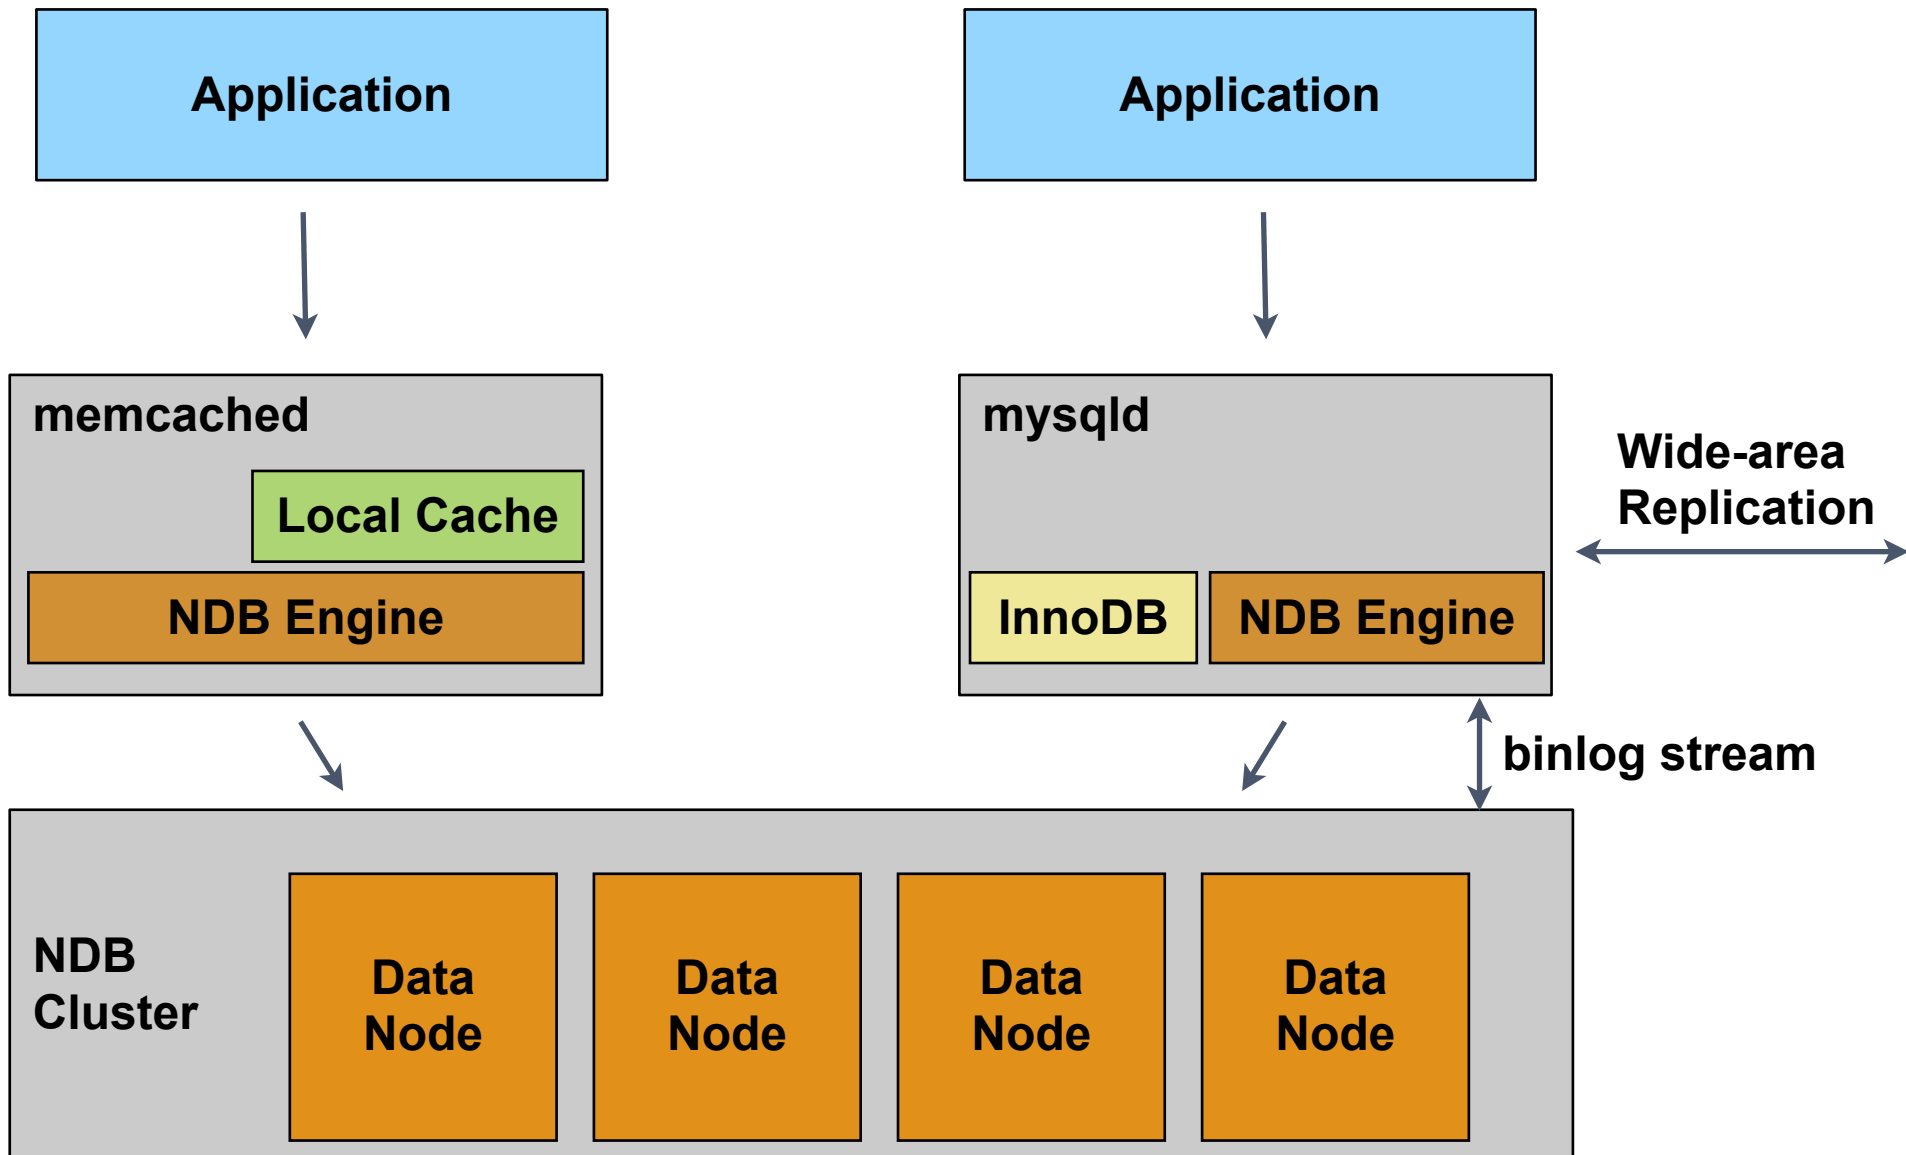 Application
Application
memcached
mysqld
Wide-area
Replication
Local Cache
NDB Engine
InnoDB
NDB Engine
binlog stream
NDB
Cluster
Data
Node
Data
Node
Data
Node
Data
Node